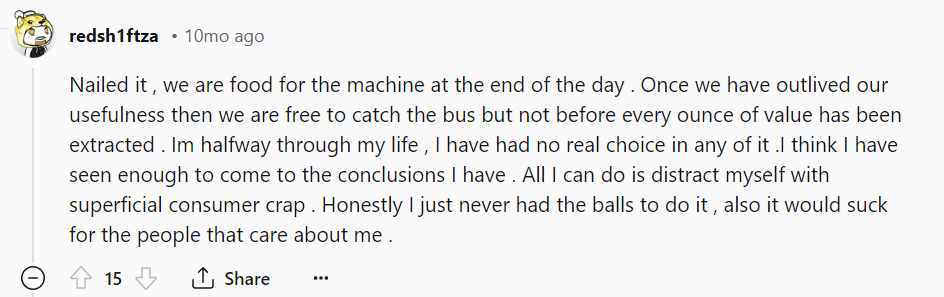 redsh1ftza • 10mo ago
Nailed it , we are food for the machine at the end of the day . Once we have outlived our
usefulness then we are free to catch the bus but not before every ounce of value has been
extracted . Im halfway through my life , I have had no real choice in any of it .I think I have
seen enough to come to the conclusions I have . All I can do is distract myself with
superficial consumer crap . Honestly I just never had the balls to do it , also it would suck
for the people that care about me .
15 Share ...